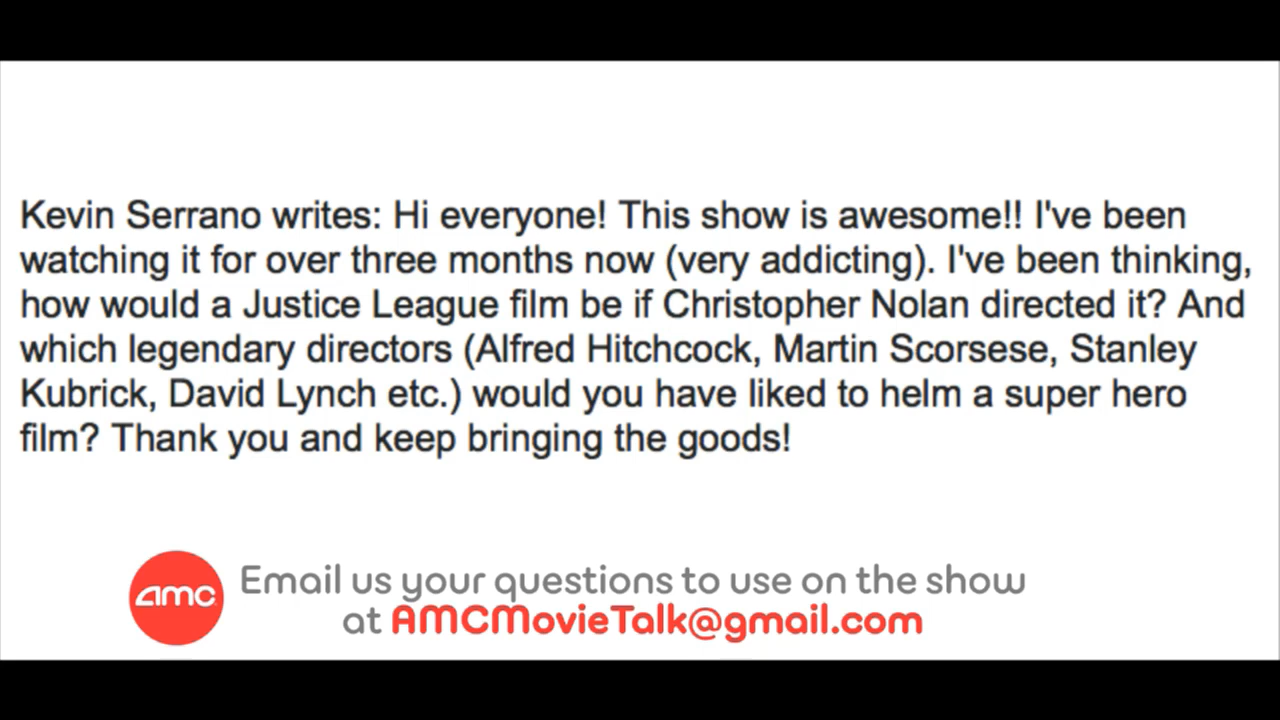 Kevin Serrano writes: Hi everyone! This show is awesome!! I've been
watching it for over three months now (very addicting). I've been thinking,
how would a Justice League film be if Christopher Nolan directed it? And
which legendary directors (Alfred Hitchcock, Martin Scorsese, Stanley
Kubrick, David Lynch etc.) would you have liked to helm a super hero
film? Thank you and keep bringing the goods!
amc
Email us your questions to use on the show
at AMCMovieTalk@gmail.com